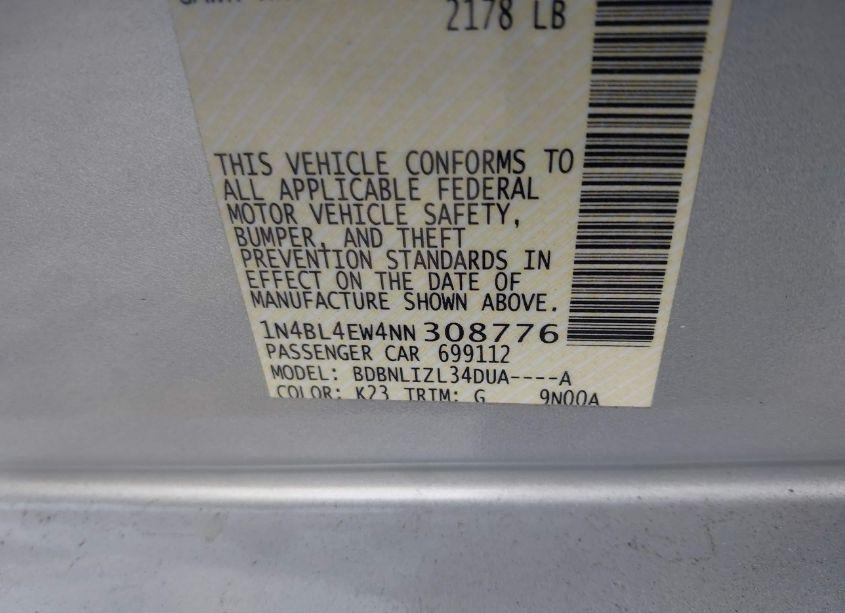 2178 LB
THIS VEHICLE CONFORMS TO
ALL APPLICABLE FEDERAL
MOTOR VEHICLE SAFETY,
BUMPER, AND THEFT
PREVENTION STANDARDS IN
EFFECT ON THE DATE OF
MANUFACTURE SHOWN ABOVE.
1N4BL4EW4NN308776
PASSENGER CAR 699112
MODEL: BDBNLIZL34DUA----A
COLOR: K23 TRIM: G 9N00A